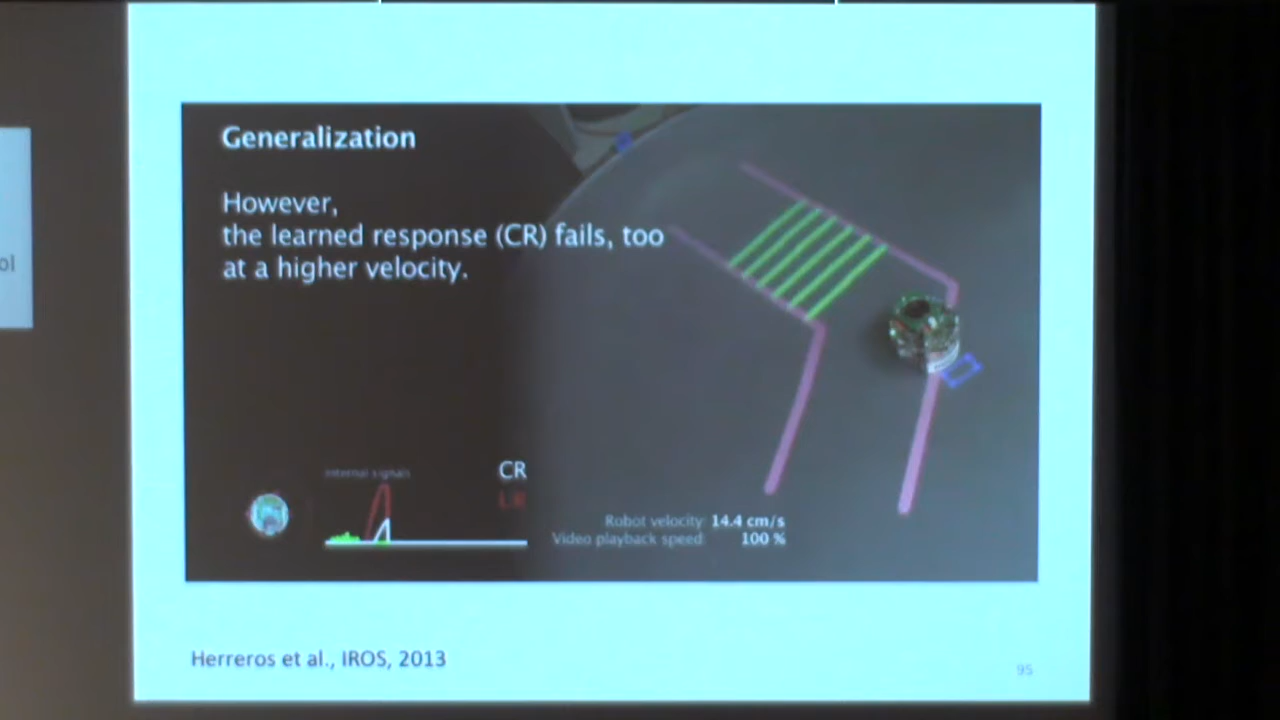 Generalization
However,
the learned response (CR) fails, too
at a higher velocity.
ol
internal signals
CR
Robot velocity: 14.4 cm/s
Video playback speed: 100 %
Herreros et al., IROS, 2013
95